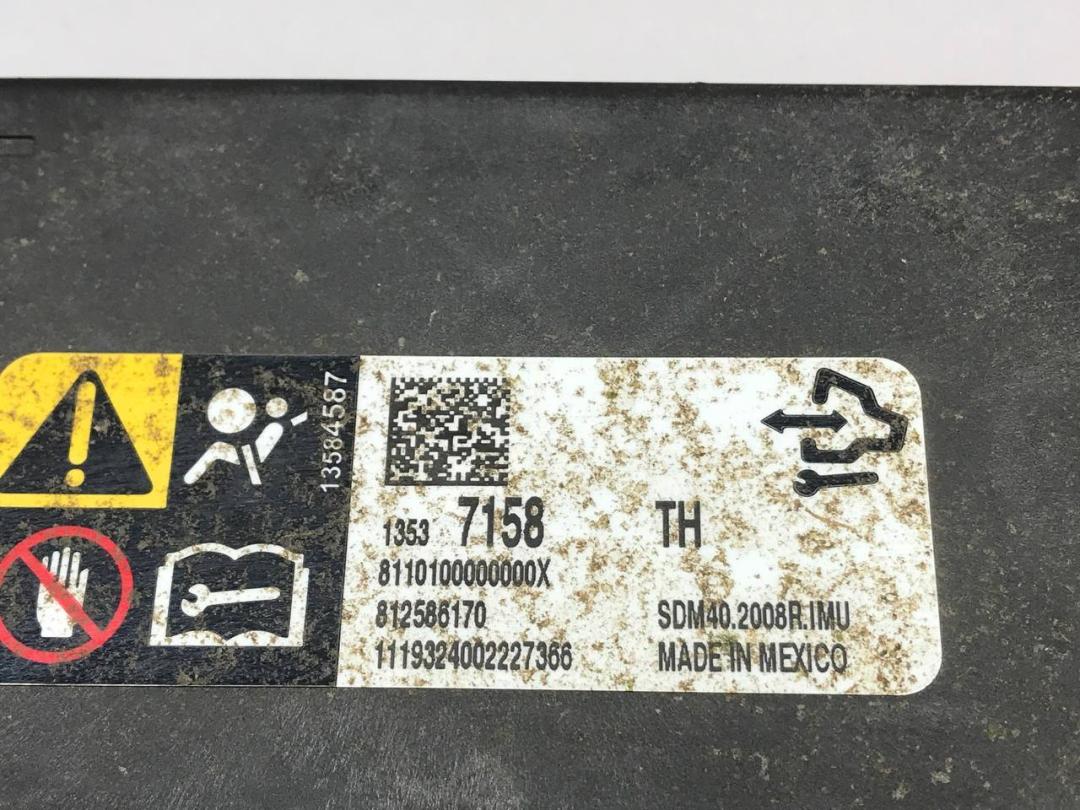 13584587
1353 7158 TH
8110100000000X
812586170 SDM40.2008R.IMU
1119324002227366 MADE IN MEXICO